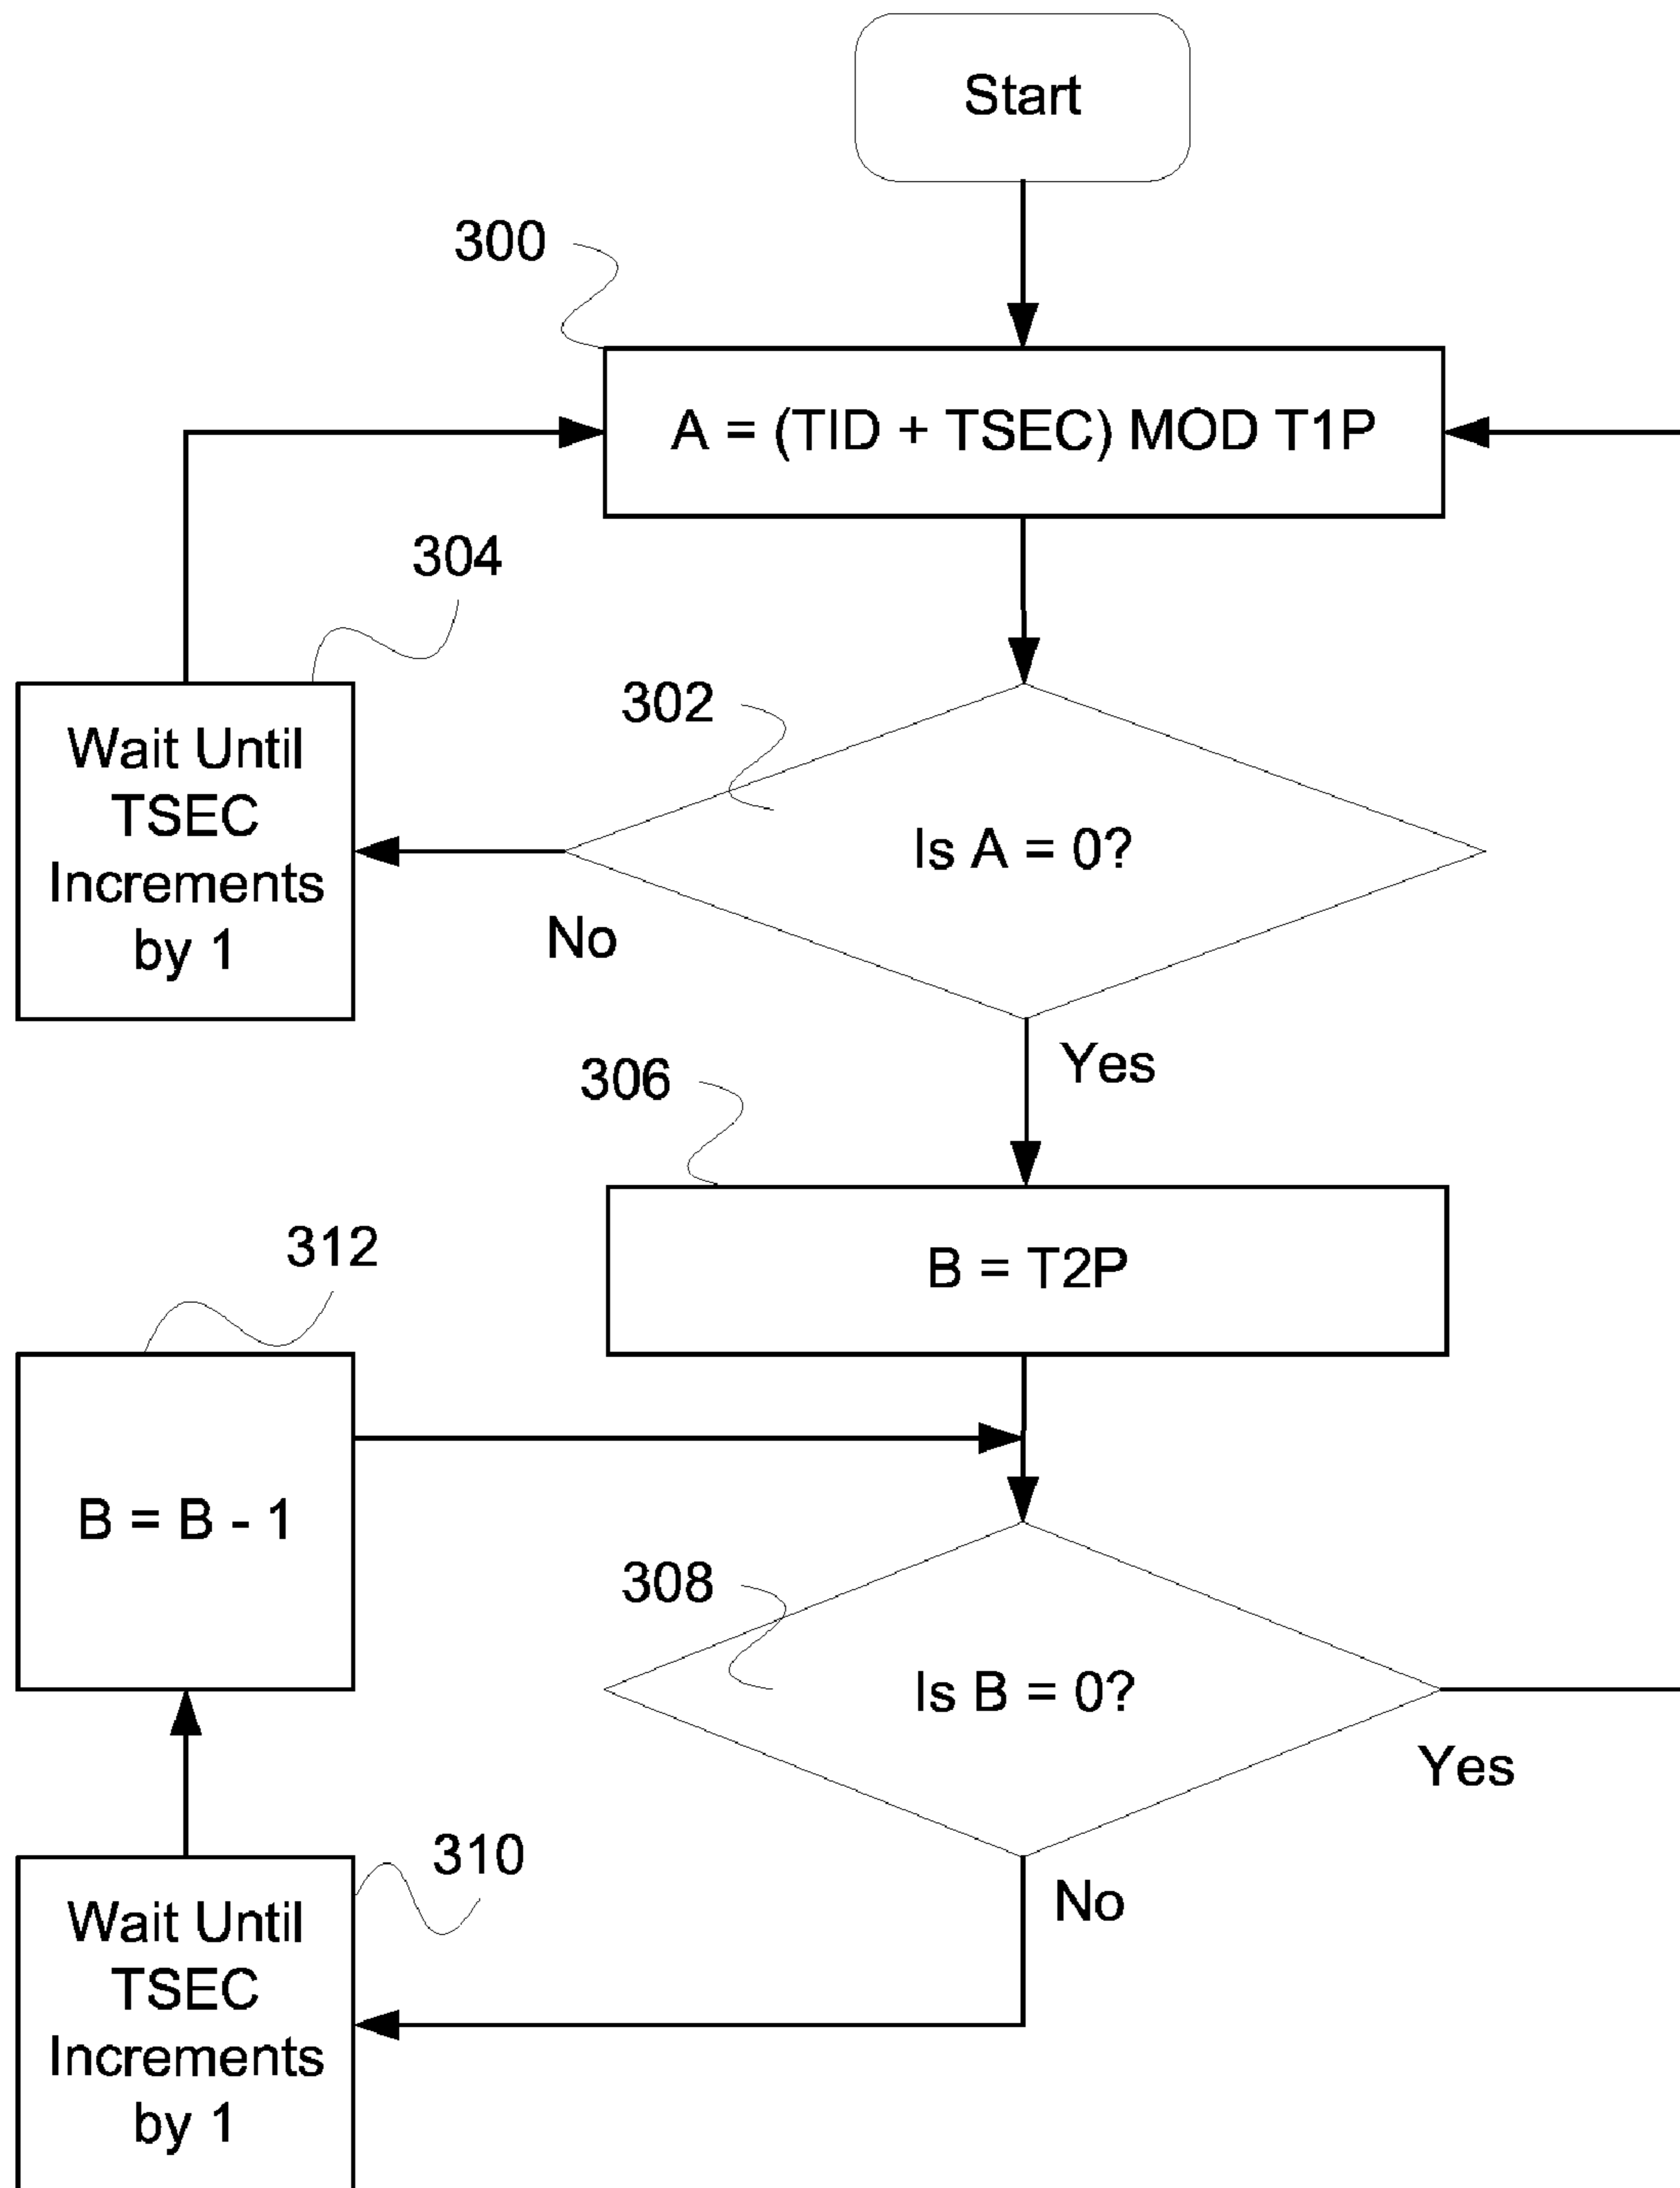 Start
300
A = (TID + TSEC) MOD T1P
304
302
Wait Until
TSEC
Increments
by 1
Is A = 0?
No
Yes
306
B = T2P
312
B = B - 1
308
Is B = 0?
Yes
310
No
Wait Until
TSEC
Increments
by 1